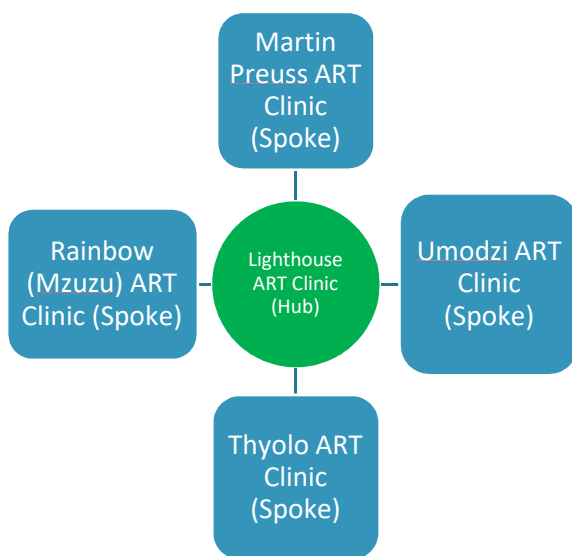 Martin
Preuss ART
Clinic
(Spoke)
Rainbow
(Mzuzu) ART
Clinic (Spoke)
Lighthouse
ART Clinic
(Hub)
Umodzi ART
Clinic
(Spoke)
Thyolo ART
Clinic
(Spoke)